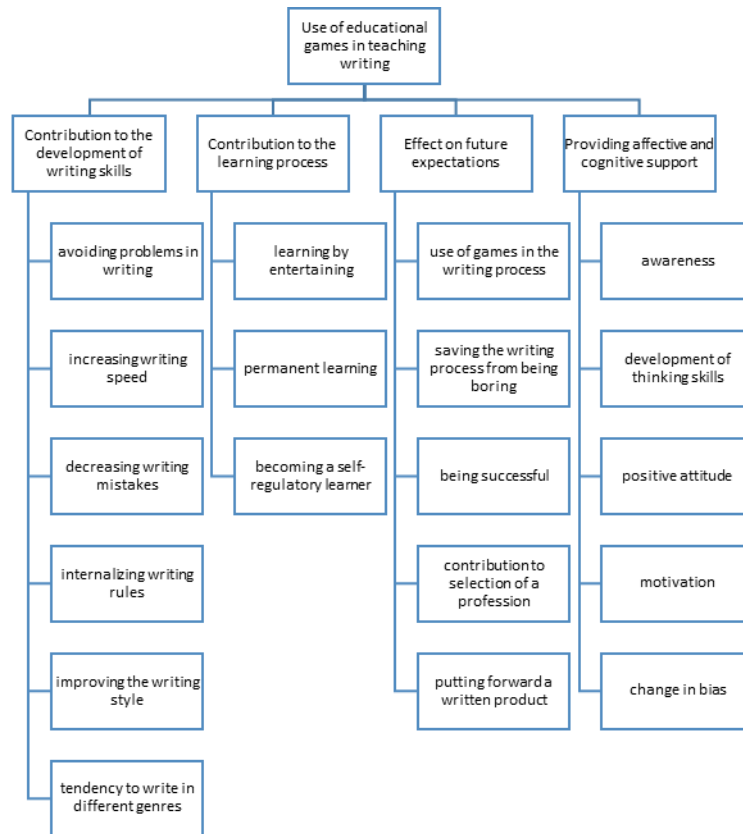 Use of educational
games in teaching
writing
Contribution to the
development of
writing skills
Contribution to the
learning process
Effect on future
expectations
Providing affective and
cognitive support
avoiding problems in
writing
increasing writing
speed
decreasing writing
mistakes
internalizing writing
rules
improving the writing
style
tendency to write in
different genres
learning by
entertaining
permanent learning
becoming a self-
regulatory learner
use of games in the
writing process
saving the writing
process from being
boring
being successful
contribution to
selection of a
profession
putting forward a
written product
awareness
development of
thinking skills
positive attitude
motivation
change in bias